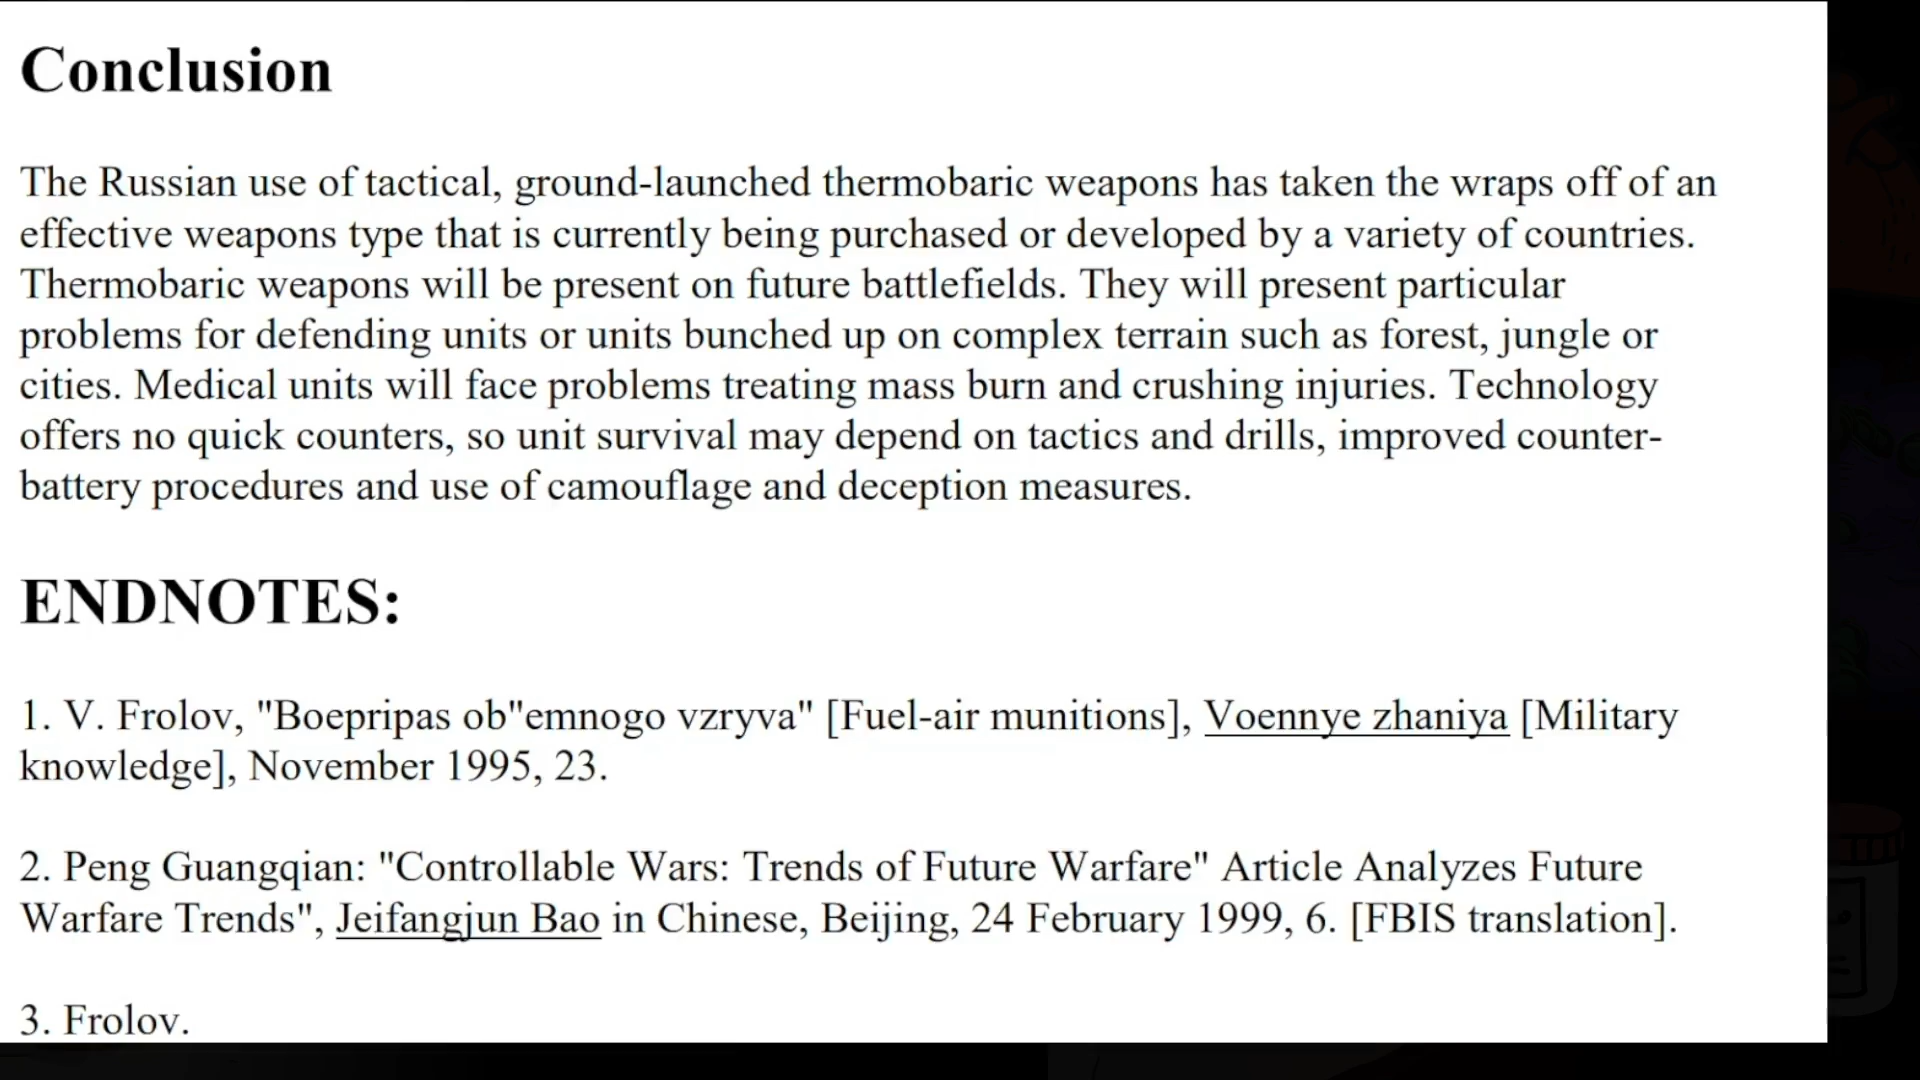 Conclusion
The Russian use of tactical, ground-launched thermobaric weapons has taken the wraps off of an
effective weapons type that is currently being purchased or developed by a variety of countries.
Thermobaric weapons will be present on future battlefields. They will present particular
problems for defending units or units bunched up on complex terrain such as forest, jungle or
cities. Medical units will face problems treating mass burn and crushing injuries. Technology
offers no quick counters, so unit survival may depend on tactics and drills, improved counter-
battery procedures and use of camouflage and deception measures.
ENDNOTES:
1. V. Frolov, "Boepripas ob"emnogo vzryva" [Fuel-air munitions], Voennye zhaniya [Military
knowledge], November 1995, 23.
2. Peng Guangqian: "Controllable Wars: Trends of Future Warfare" Article Analyzes Future
Warfare Trends", Jeifangjun Bao in Chinese, Beijing, 24 February 1999, 6. [FBIS translation].
3. Frolov.